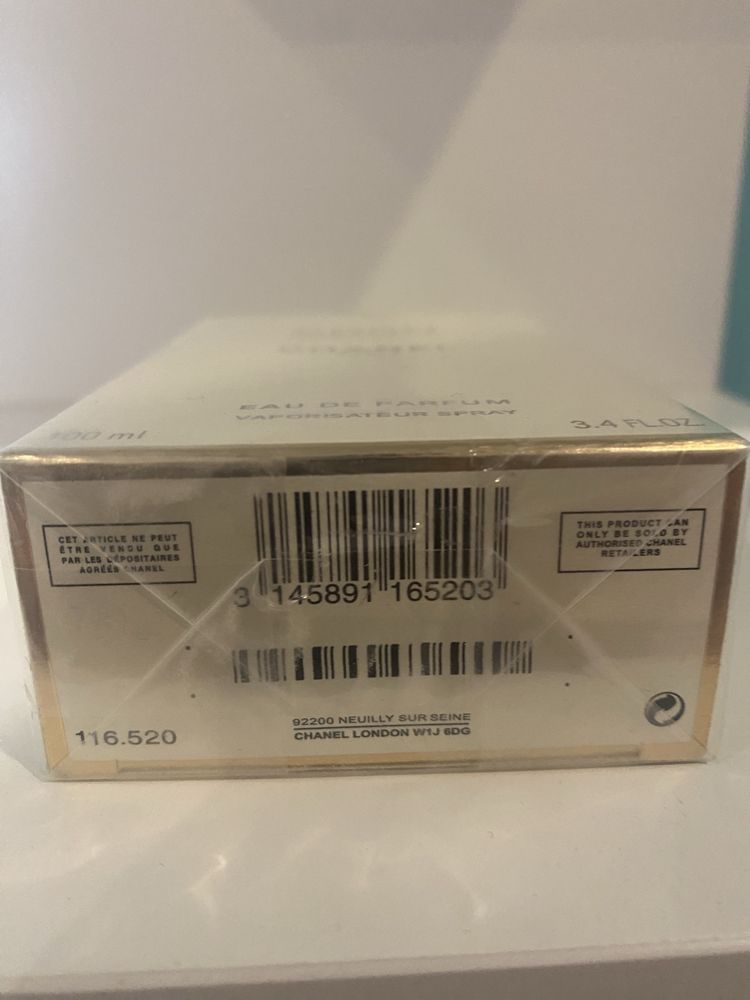 EAU DE PARFUM
VAPORISATEUR SPRAY
100 ml
3.4 FL.OZ.
CET ARTICLE NE PEUT
ÊTRE VENDU QUE
PAR LES DÉPOSITAIRES
AGRÉÉS CHANEL
THIS PRODUCT CAN
ONLY BE SOLD BY
AUTHORISED CHANEL
RETAILERS
3 145891 165203
116.520
92200 NEUILLY SUR SEINE
CHANEL LONDON W1J 6DG